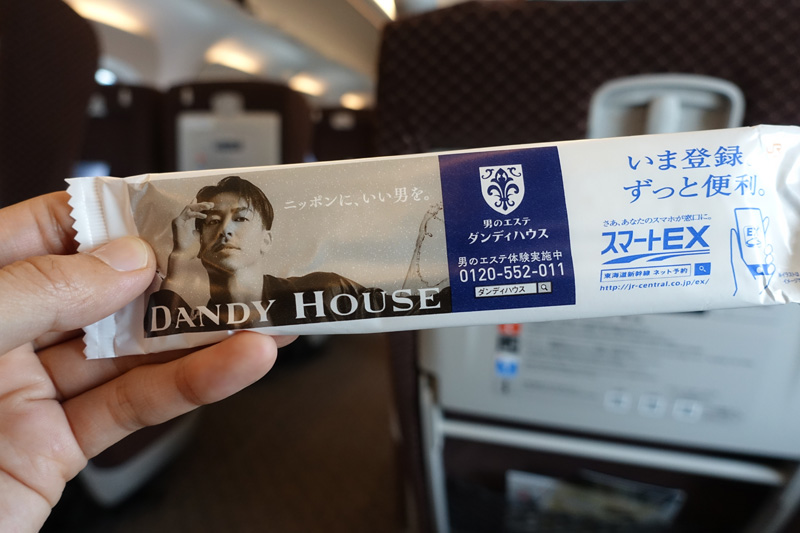 ニッポンに、いい男を。
DANDY HOUSE
男のエステ
ダンディハウス
男のエステ体験実施中
0120-552-011
ダンディハウス
いま登録、
ずっと便利。
さあ、あなたのスマホが窓口に。
スマートEX
東海道新幹線 ネット予約
http://jr-central.co.jp/ex/